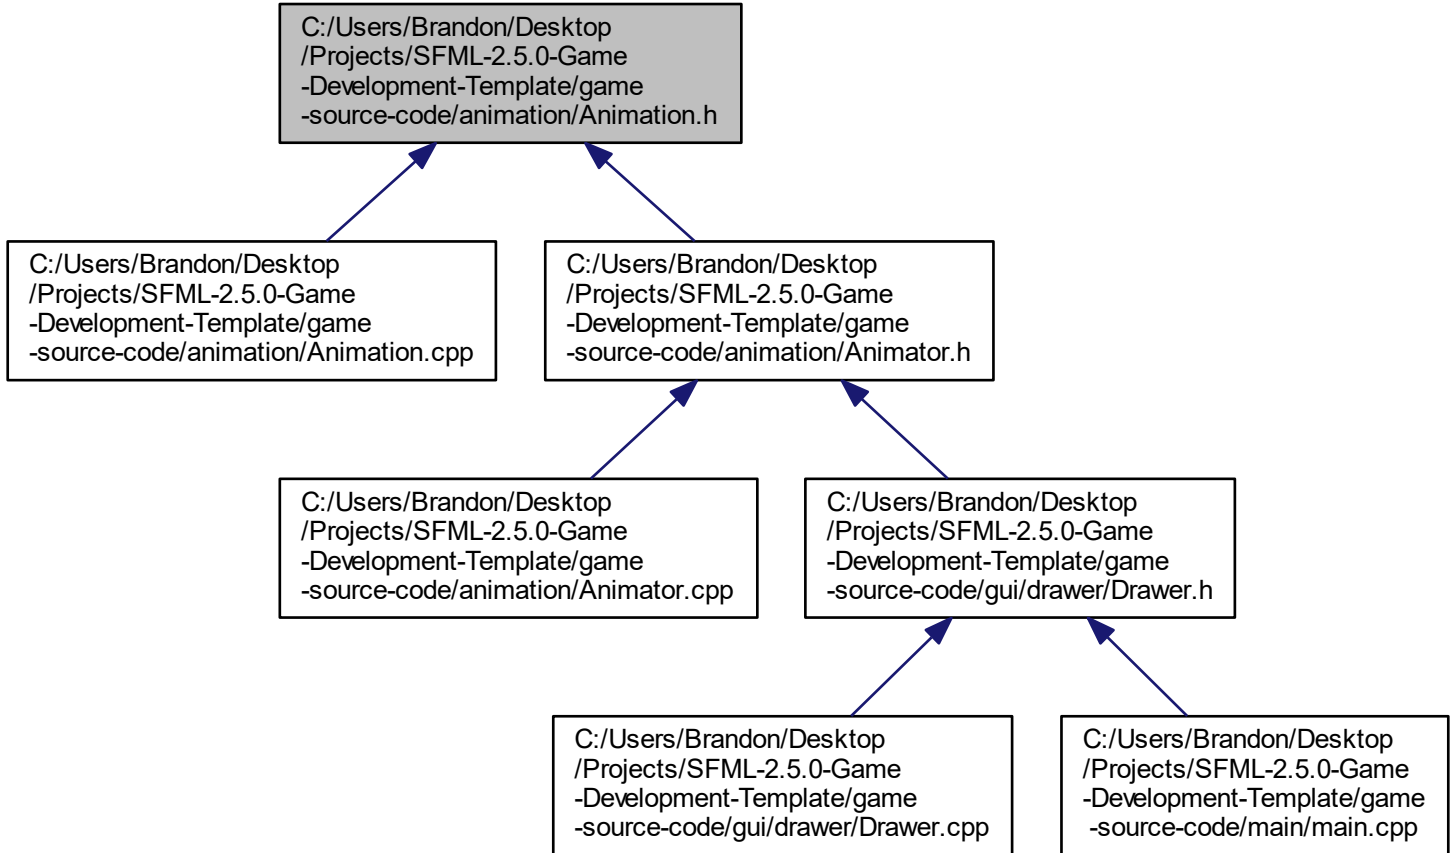 C:/Users/Brandon/Desktop
/Projects/SFML-2.5.0-Game
-Development-Template/game
-source-code/animation/Animation.h
C:/Users/Brandon/Desktop
/Projects/SFML-2.5.0-Game
-Development-Template/game
-source-code/animation/Animation.cpp
C:/Users/Brandon/Desktop
/Projects/SFML-2.5.0-Game
-Development-Template/game
-source-code/animation/Animator.h
C:/Users/Brandon/Desktop
/Projects/SFML-2.5.0-Game
-Development-Template/game
-source-code/animation/Animator.cpp
C:/Users/Brandon/Desktop
/Projects/SFML-2.5.0-Game
-Development-Template/game
-source-code/gui/drawer/Drawer.h
C:/Users/Brandon/Desktop
/Projects/SFML-2.5.0-Game
-Development-Template/game
-source-code/gui/drawer/Drawer.cpp
C:/Users/Brandon/Desktop
/Projects/SFML-2.5.0-Game
-Development-Template/game
-source-code/main/main.cpp